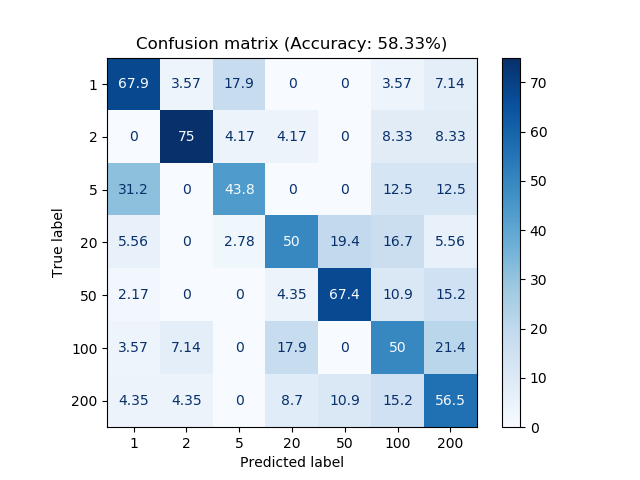 Confusion matrix (Accuracy: 58.33%)
True label
1 67.9 3.57 17.9 0 0 3.57 7.14
2 0 75 4.17 4.17 0 8.33 8.33
5 31.2 0 43.8 0 0 12.5 12.5
20 5.56 0 2.78 50 19.4 16.7 5.56
50 2.17 0 0 4.35 67.4 10.9 15.2
100 3.57 7.14 0 17.9 0 50 21.4
200 4.35 4.35 0 8.7 10.9 15.2 56.5
1 2 5 20 50 100 200
Predicted label
70
60
50
40
30
20
10
0